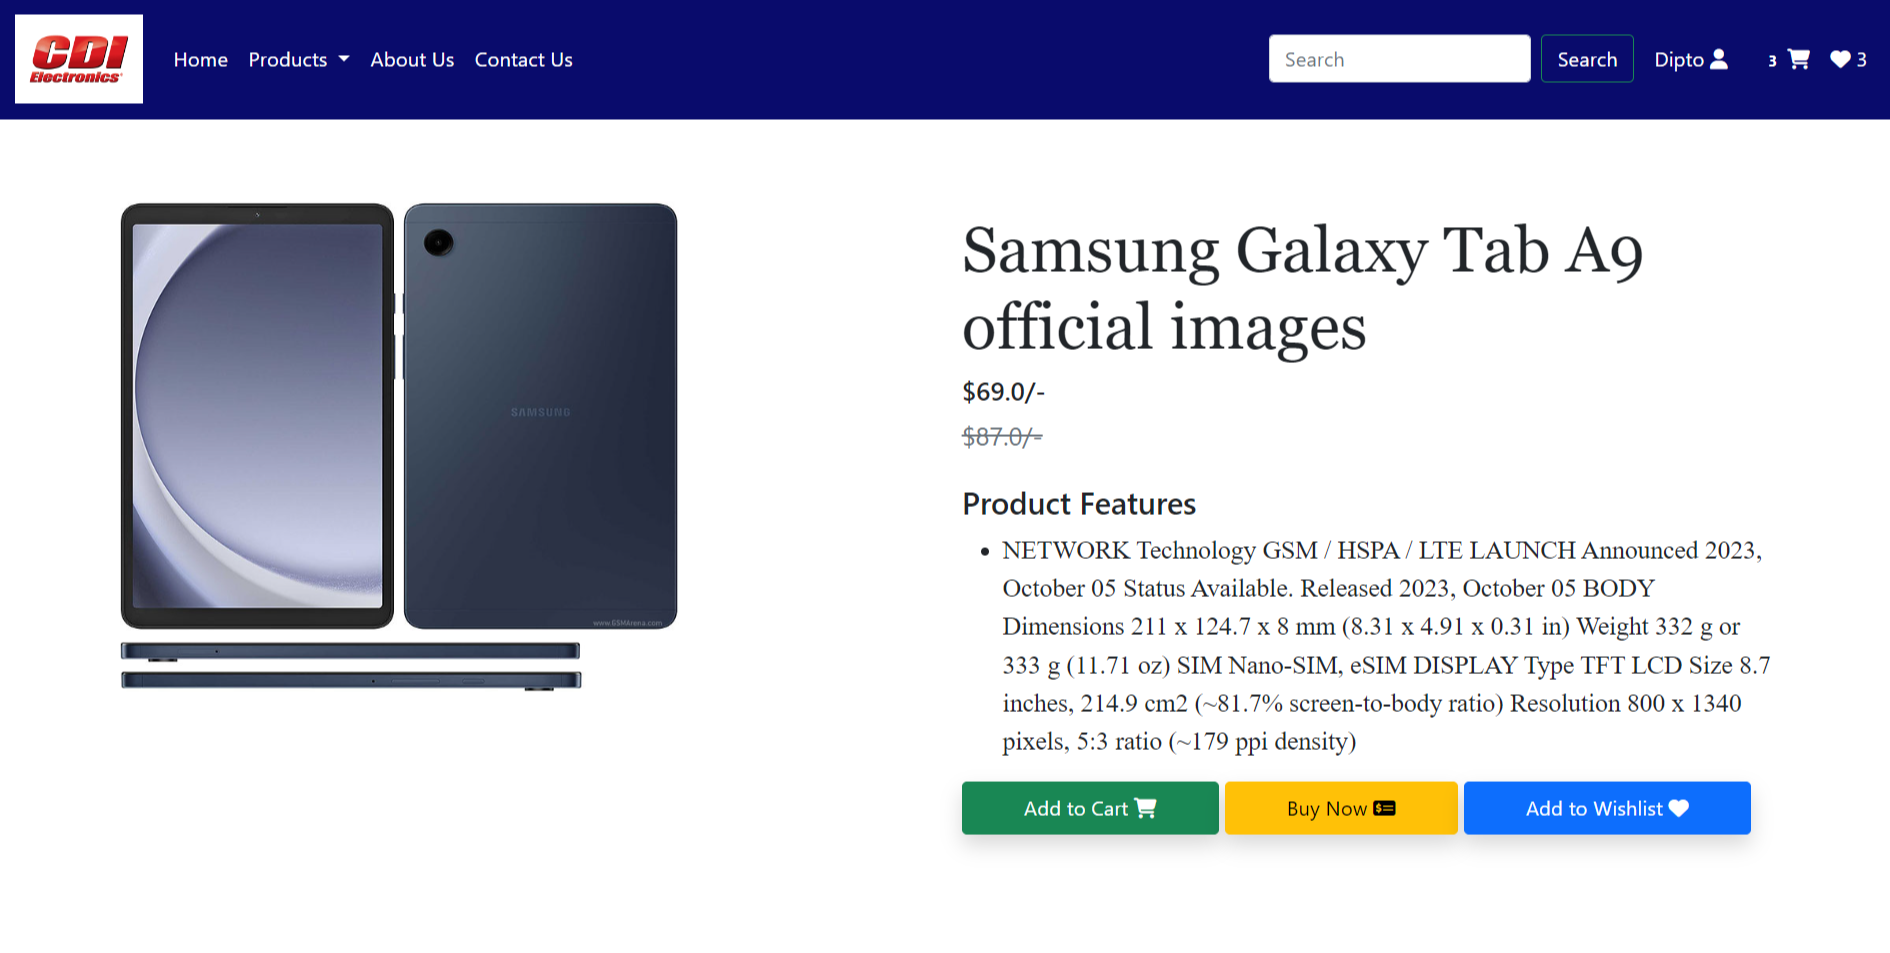 CDI
Electronics
Home Products About Us Contact Us Search Search Dipto 3 3
SAMSUNG
www.GSMArena.com
Samsung Galaxy Tab A9
official images
$69.0/-
$87.0/-
Product Features
• NETWORK Technology GSM / HSPA / LTE LAUNCH Announced 2023,
October 05 Status Available. Released 2023, October 05 BODY
Dimensions 211 x 124.7 x 8 mm (8.31 x 4.91 x 0.31 in) Weight 332 g or
333 g (11.71 oz) SIM Nano-SIM, eSIM DISPLAY Type TFT LCD Size 8.7
inches, 214.9 cm2 (~81.7% screen-to-body ratio) Resolution 800 x 1340
pixels, 5:3 ratio (~179 ppi density)
Add to Cart Buy Now Add to Wishlist